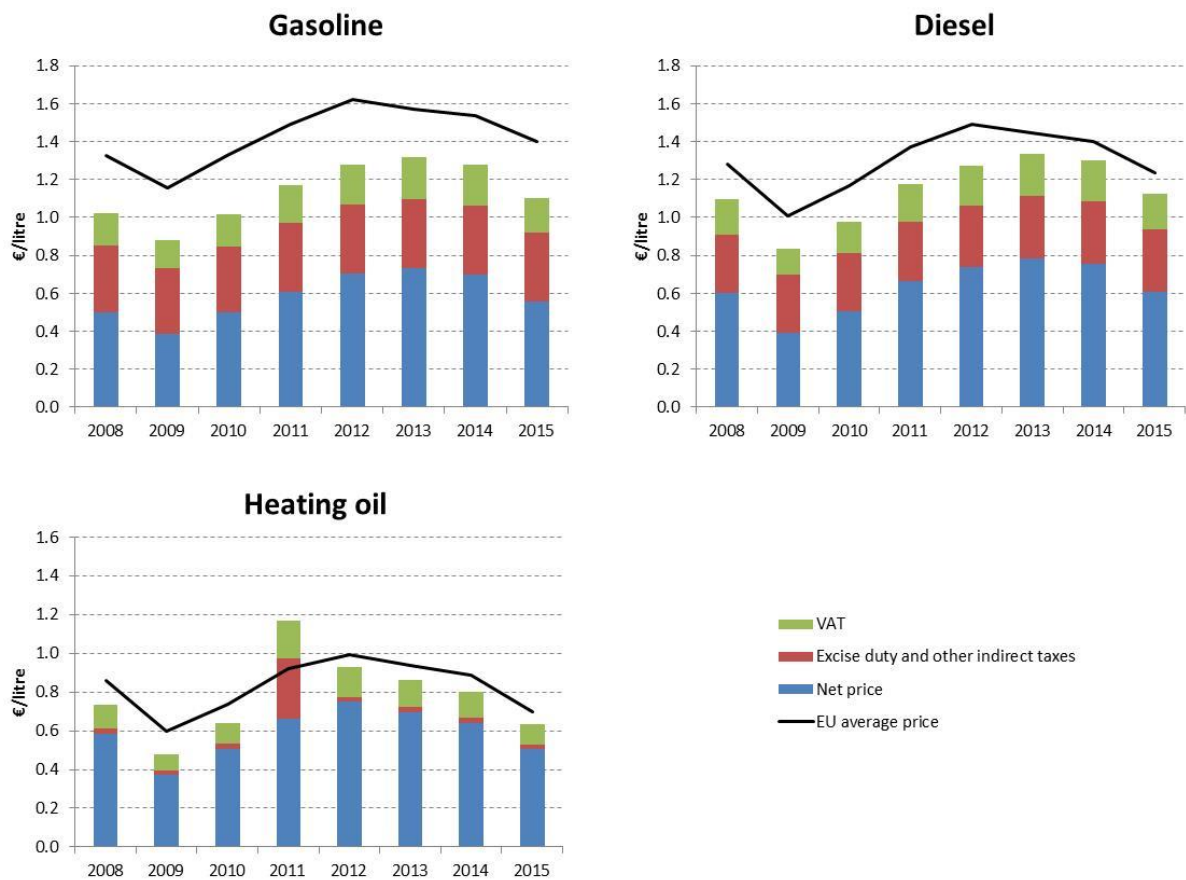 Gasoline
€/litre
1.8
1.6
1.4
1.2
1.0
0.8
0.6
0.4
0.2
0.0
2008 2009 2010 2011 2012 2013 2014 2015
Diesel
€/litre
1.8
1.6
1.4
1.2
1.0
0.8
0.6
0.4
0.2
0.0
2008 2009 2010 2011 2012 2013 2014 2015
Heating oil
€/litre
1.6
1.4
1.2
1.0
0.8
0.6
0.4
0.2
0.0
2008 2009 2010 2011 2012 2013 2014 2015
VAT
Excise duty and other indirect taxes
Net price
EU average price